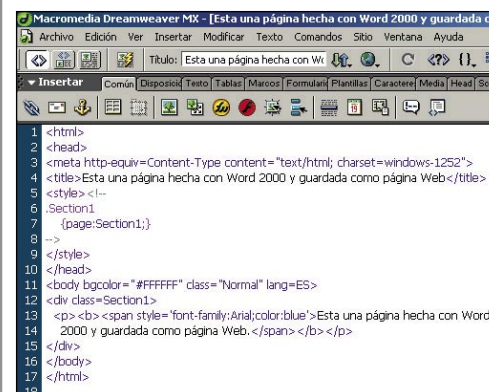 Macromedia Dreamweaver MX - [Esta una página hecha con Word 2000 y guardada c
Archivo Edición Ver Insertar Modificar Texto Comandos Sitio Ventana Ayuda
Título: Esta una página hecha con Wo
Insertar Común Disposició Texto Tablas Marcos Formulario Plantillas Caractere Media Head Sc
1 <html>
2 <head>
3 <meta http-equiv=Content-Type content="text/html; charset=windows-1252">
4 <title>Esta una página hecha con Word 2000 y guardada como página Web</title>
5 <style><!--
6 .Section1
7 {page:Section1;}
8 -->
9 </style>
10 </head>
11 <body bgcolor="#FFFFFF" class="Normal" lang=ES>
12 <div class=Section1>
13 <p><b><span style='font-family:Arial;color:blue'>Esta una página hecha con Word
14 2000 y guardada como página Web.</span></b></p>
15 </div>
16 </body>
17 </html>
18